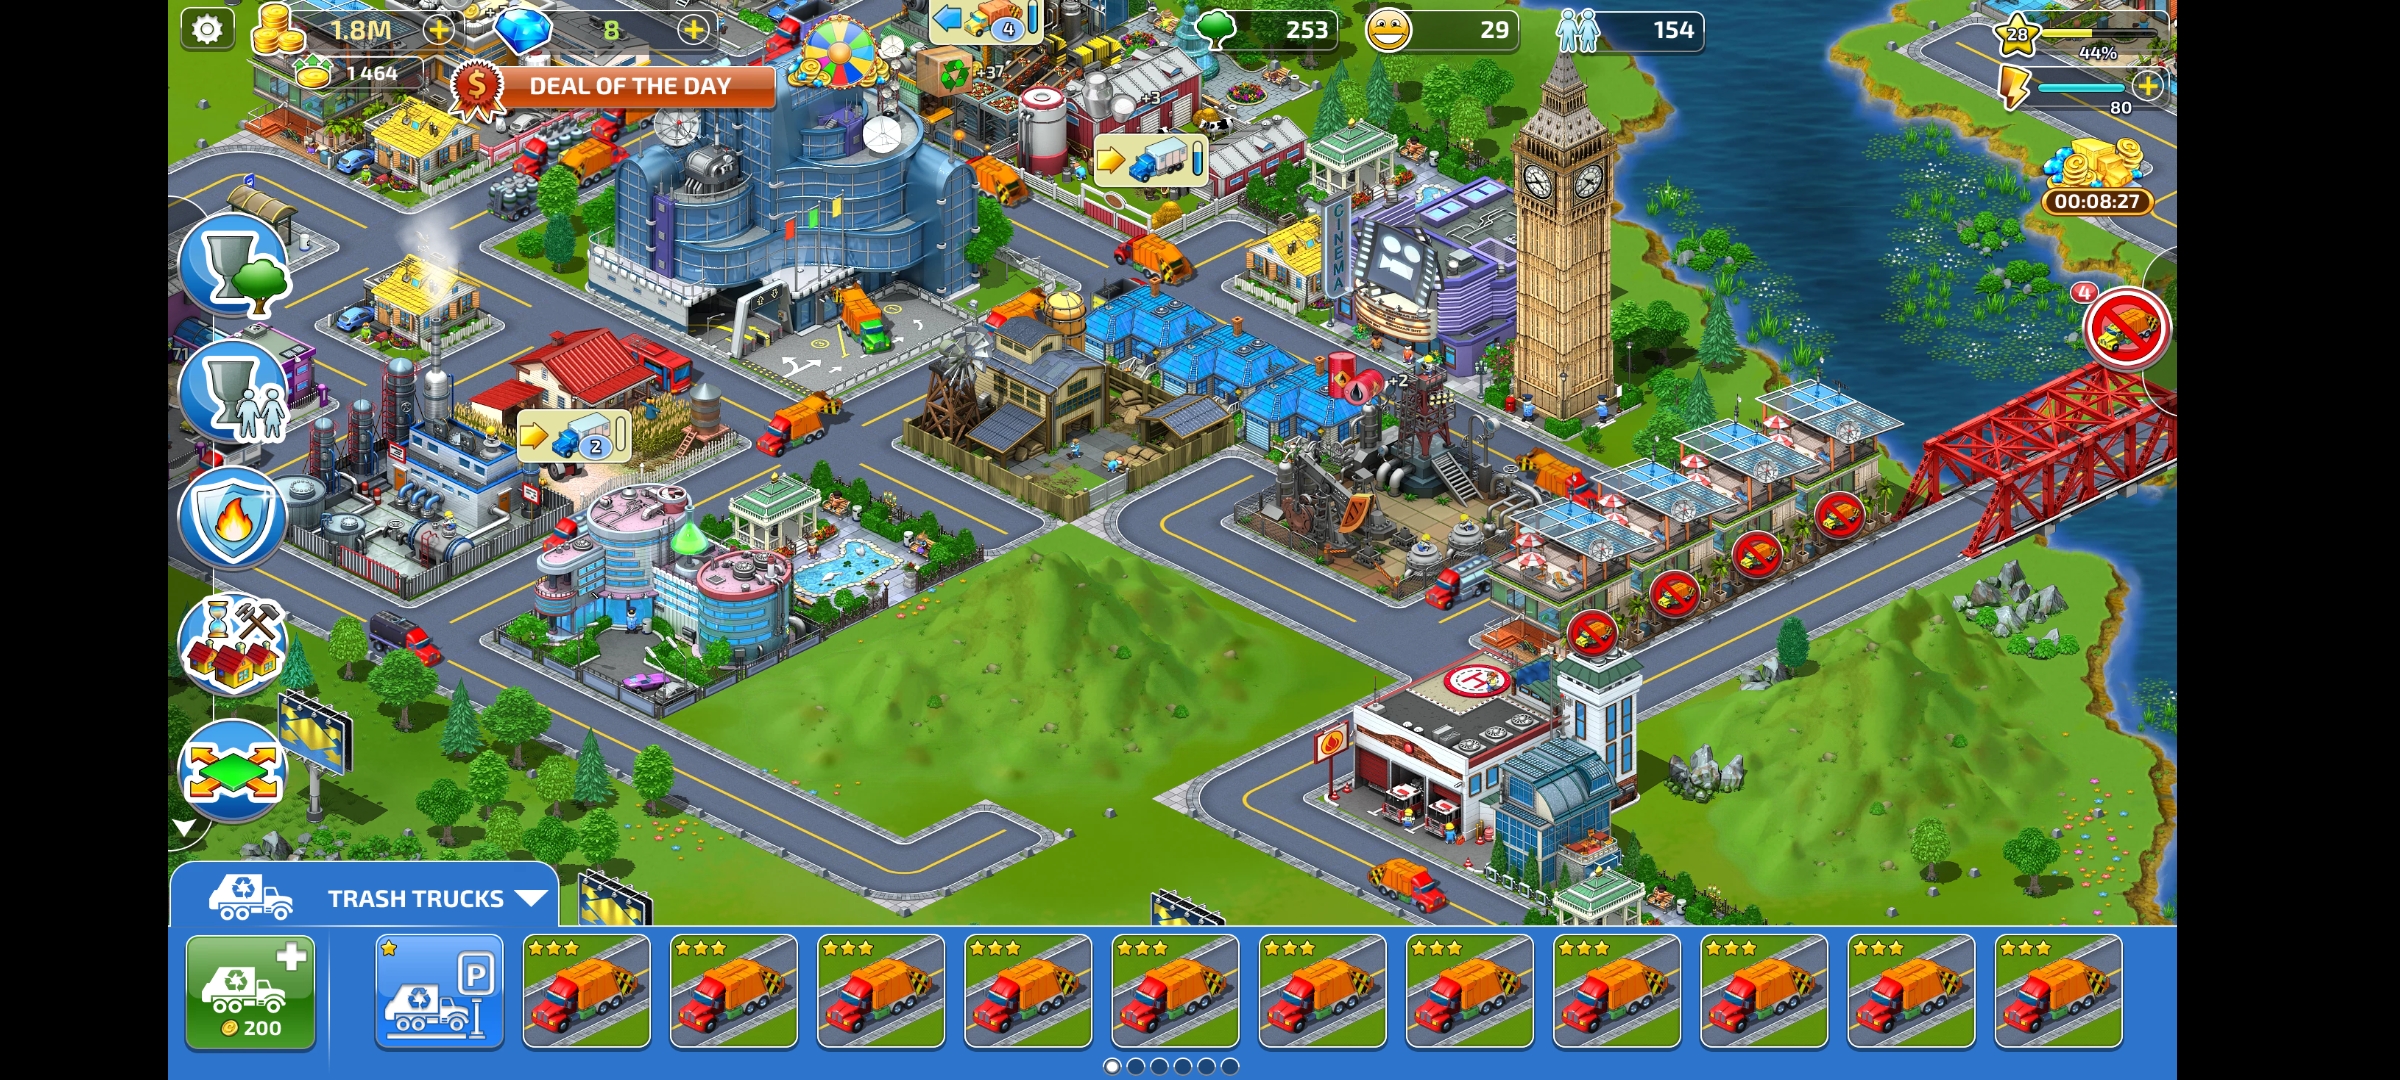 1.8M
8
4
253
29
154
28
44%
1 464
DEAL OF THE DAY
+37
+3
80
00:08:27
CINEMA
4
71
+2
2
H
TRASH TRUCKS
P
200